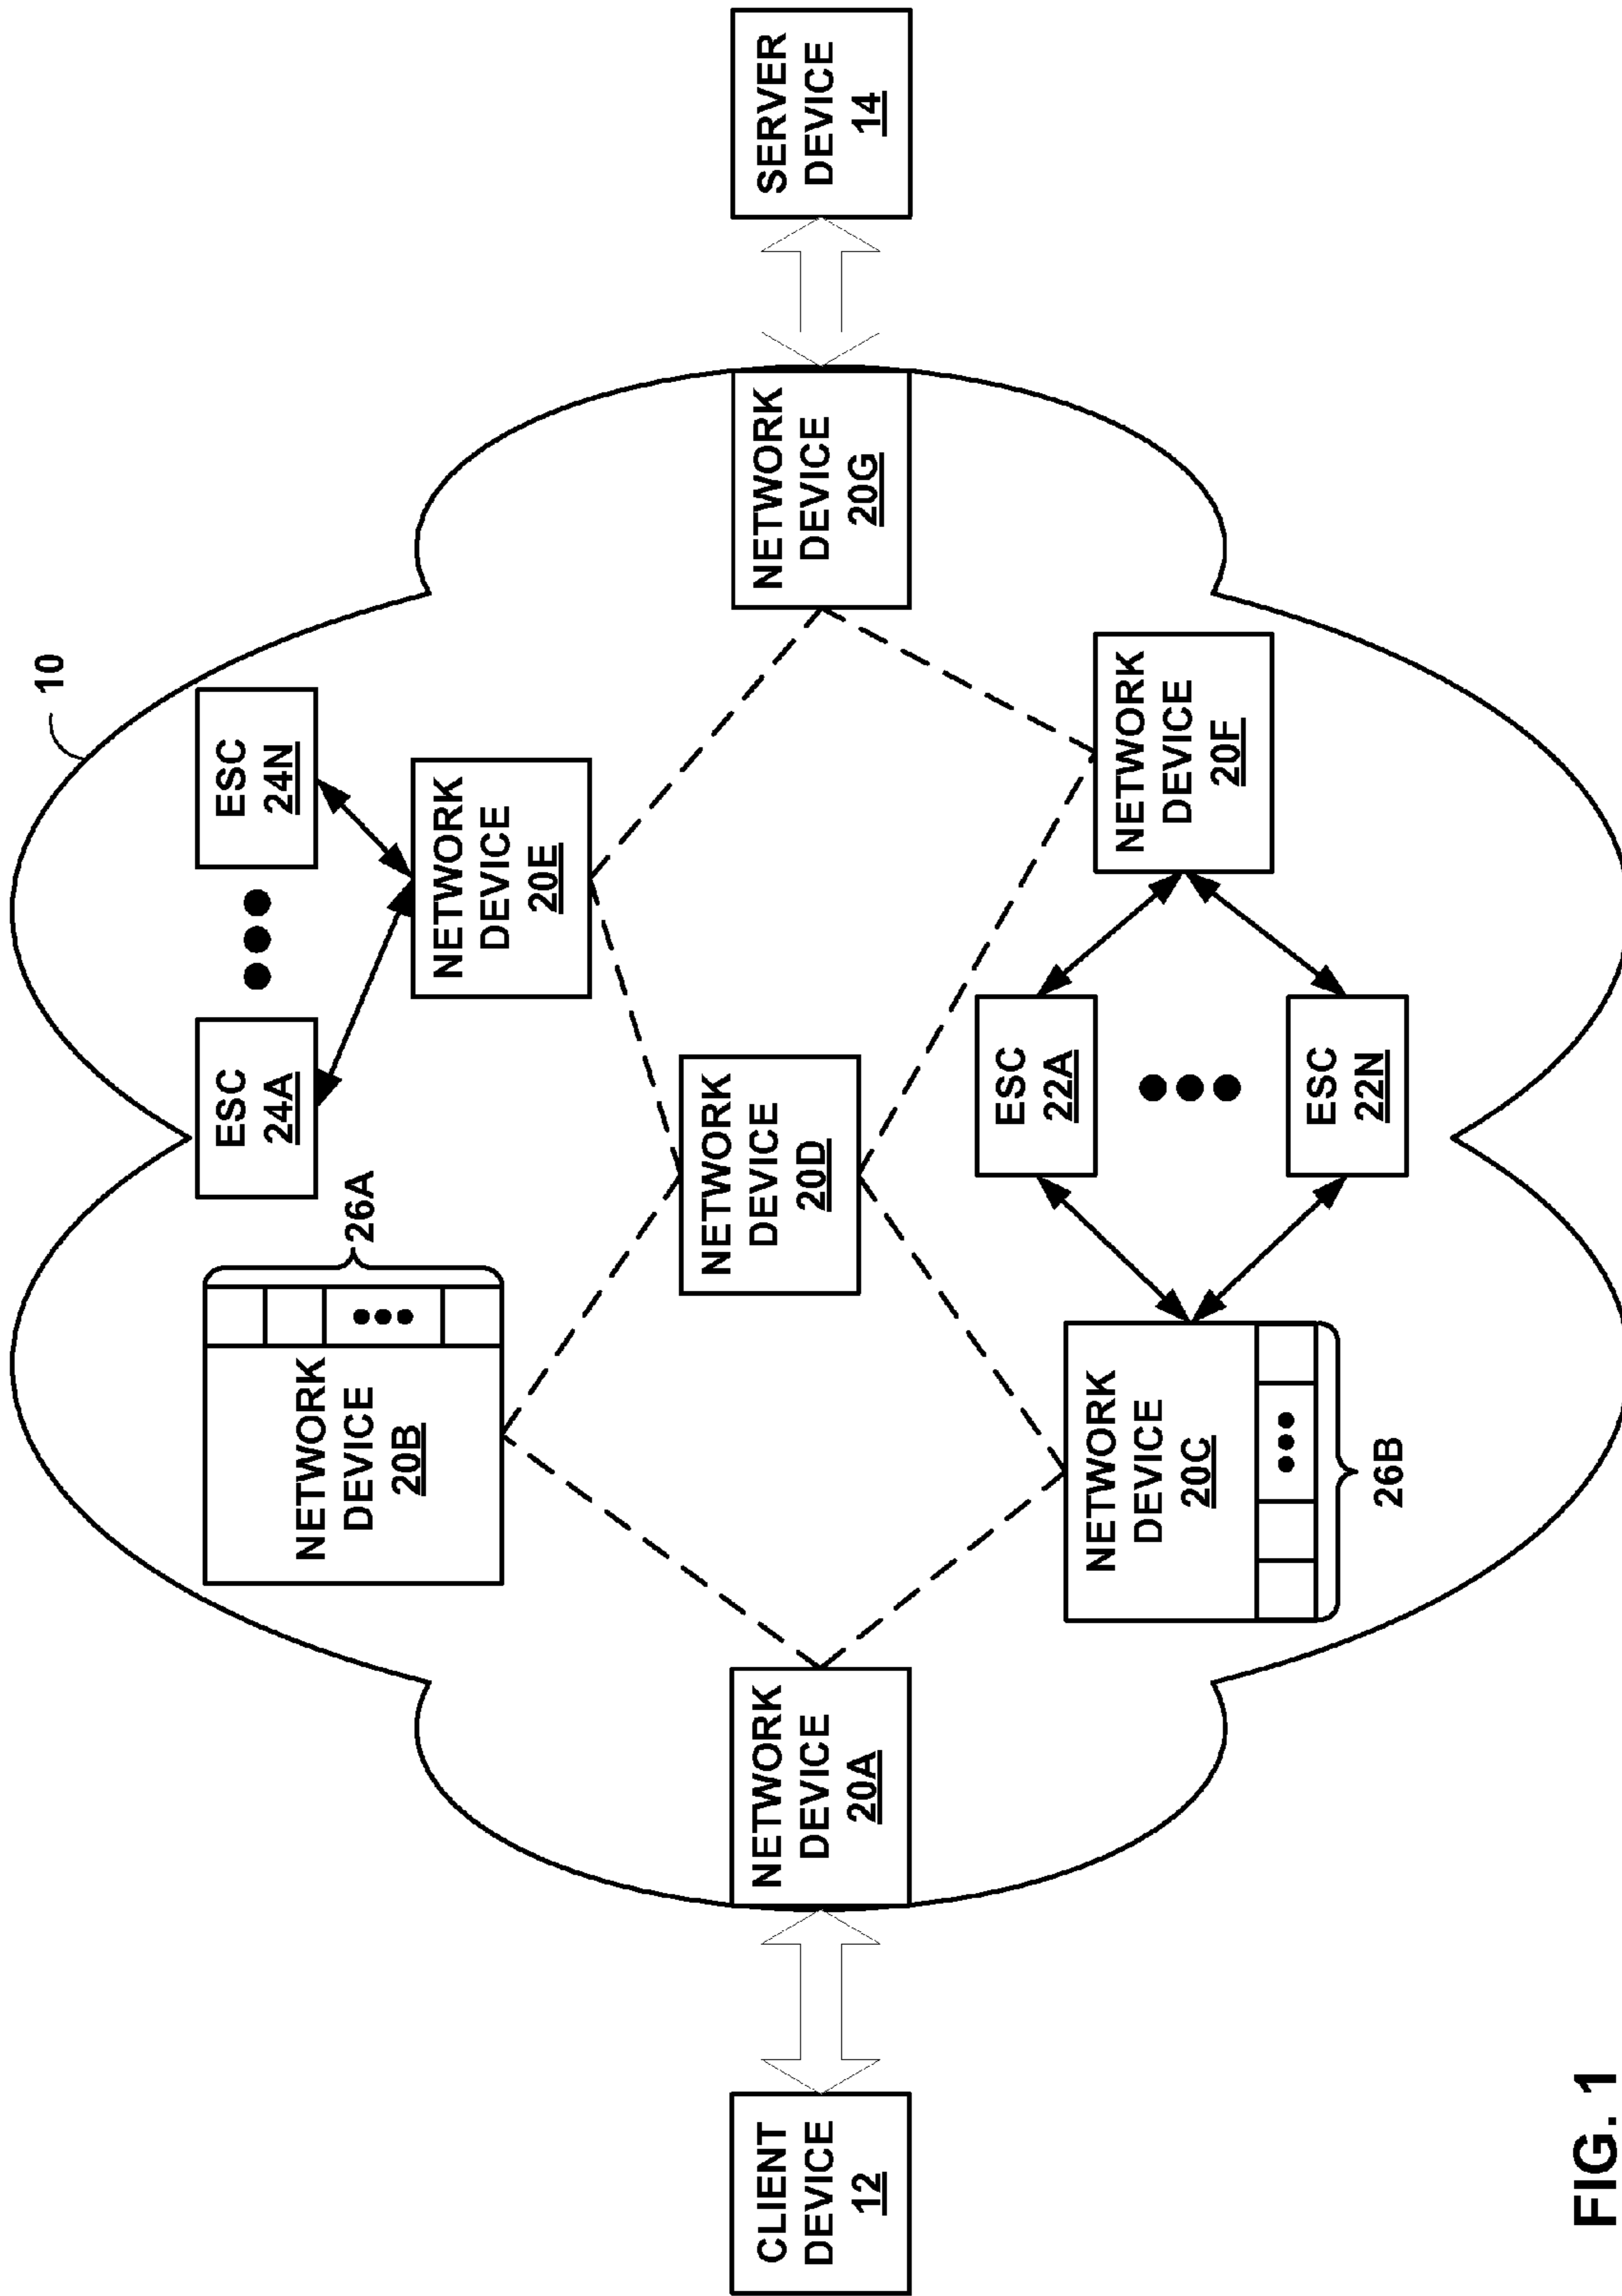 10
ESC
24A
ESC
24N
NETWORK
DEVICE
20B
26A
NETWORK
DEVICE
20E
CLIENT
DEVICE
12
NETWORK
DEVICE
20A
NETWORK
DEVICE
20D
NETWORK
DEVICE
20G
SERVER
DEVICE
14
NETWORK
DEVICE
20C
26B
ESC
22A
ESC
22N
NETWORK
DEVICE
20F
FIG. 1